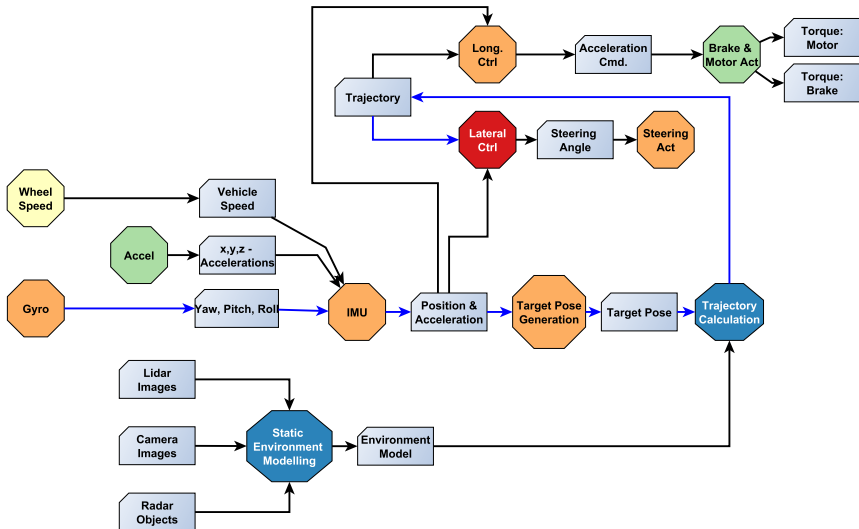 Long.
Ctrl
Acceleration
Cmd.
Brake &
Motor Act
Torque:
Motor
Torque:
Brake
Trajectory
Lateral
Ctrl
Steering
Angle
Steering
Act
Wheel
Speed
Vehicle
Speed
Accel
x,y,z -
Accelerations
Gyro
Yaw, Pitch, Roll
IMU
Position &
Acceleration
Target Pose
Generation
Target Pose
Trajectory
Calculation
Lidar
Images
Camera
Images
Static
Environment
Modelling
Environment
Model
Radar
Objects